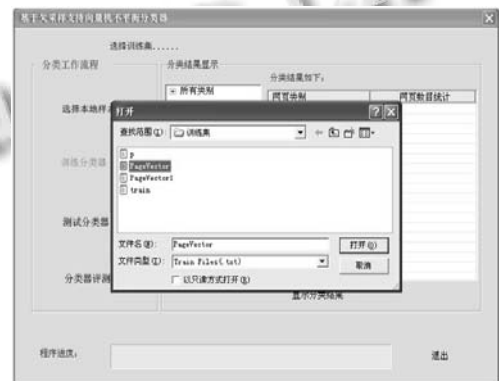 基于欠采样支持向量机不平衡分类器
选择训练集......
分类工作流程
分类结果显示
所有类别
分类结果如下:
网页类别
网页数目统计
选择本地样
训练分类器
测试分类器
分类器评测
打开
查找范围(I):
训练集
p
PageVector
PageVector1
train
文件名(N):
PageVector
打开(O)
文件类型(T):
Train Files(.txt)
取消
以只读方式打开(R)
显示分类结果
程序进度:
退出